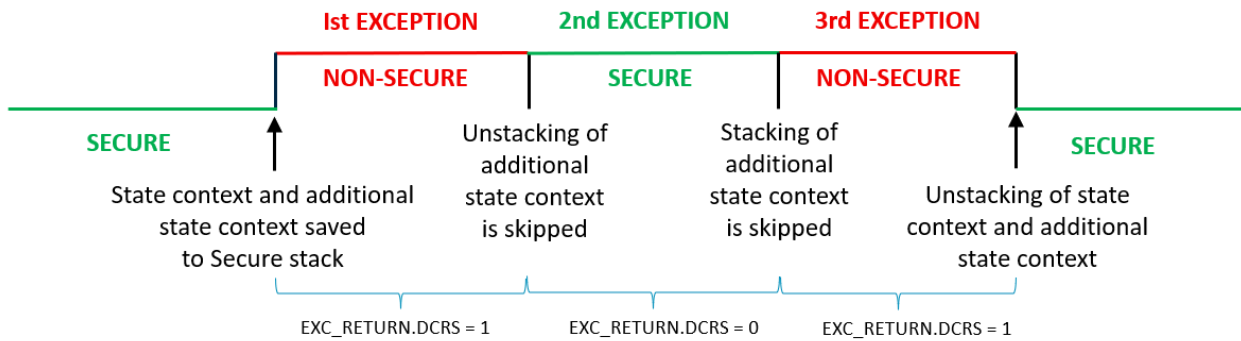 Ist EXCEPTION
2nd EXCEPTION
3rd EXCEPTION
NON-SECURE
SECURE
NON-SECURE
SECURE
SECURE
State context and additional
state context saved
to Secure stack
Unstacking of
additional
state context
is skipped
Stacking of
additional
state context
is skipped
Unstacking of state
context and additional
state context
EXC_RETURN.DCRS = 1
EXC_RETURN.DCRS = 0
EXC_RETURN.DCRS = 1